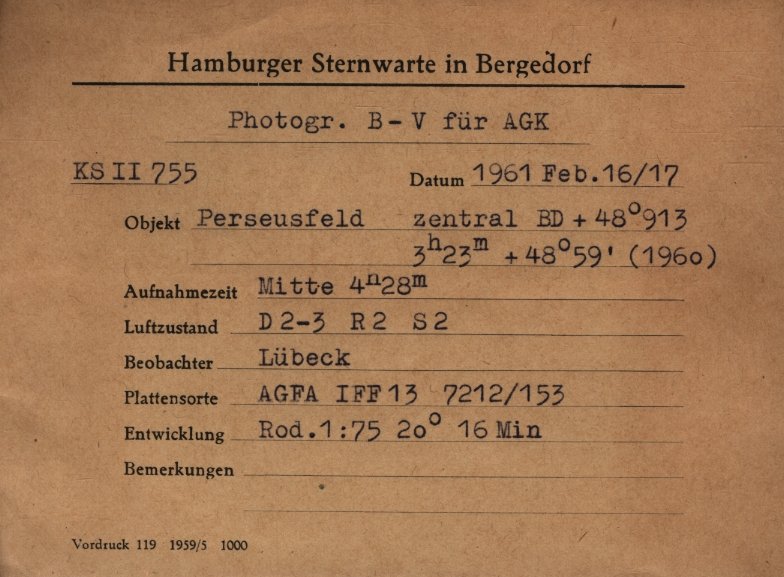 Hamburger Sternwarte in Bergedorf
Photogr. B-V für AGK
KS II 755 Datum 1961 Feb.16/17
Objekt Perseusfeld zentral BD +48°913
3ʰ23ᵐ +48°59' (1960)
Aufnahmezeit Mitte 4ⁿ28ᵐ
Luftzustand D2-3 R2 S2
Beobachter Lübeck
Plattensorte AGFA IFF13 7212/153
Entwicklung Rod.1:75 20° 16 Min
Bemerkungen
Vordruck 119 1959/5 1000